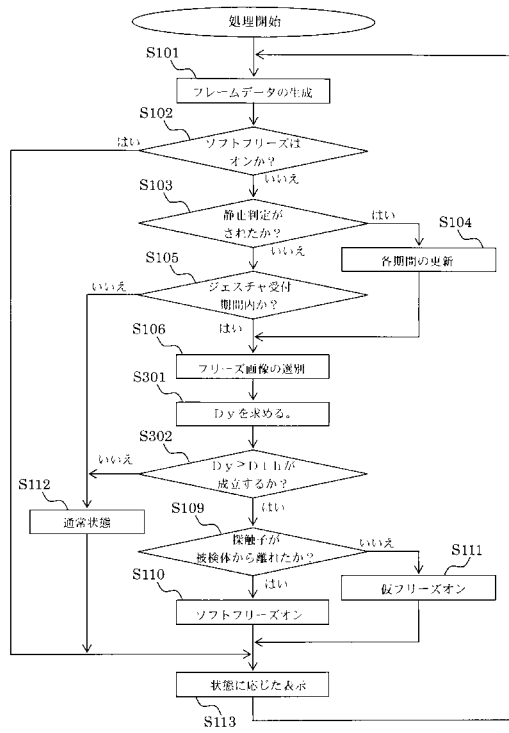 処理開始
S101
フレームデータの生成
S102
はい
ソフトフリーズは
オンか?
いいえ
S103
静止判定が
されたか?
はい
S104
各期間の更新
いいえ
S105
いいえ
ジェスチャ受付
期間内か?
はい
S106
フリーズ画像の選別
S301
Dyを求める。
S302
いいえ
Dy>Dthが
成立するか?
はい
S112
通常状態
S109
探触子が
被検体から離れたか?
いいえ
S111
仮フリーズオン
S110
はい
ソフトフリーズオン
状態に応じた表示
S113